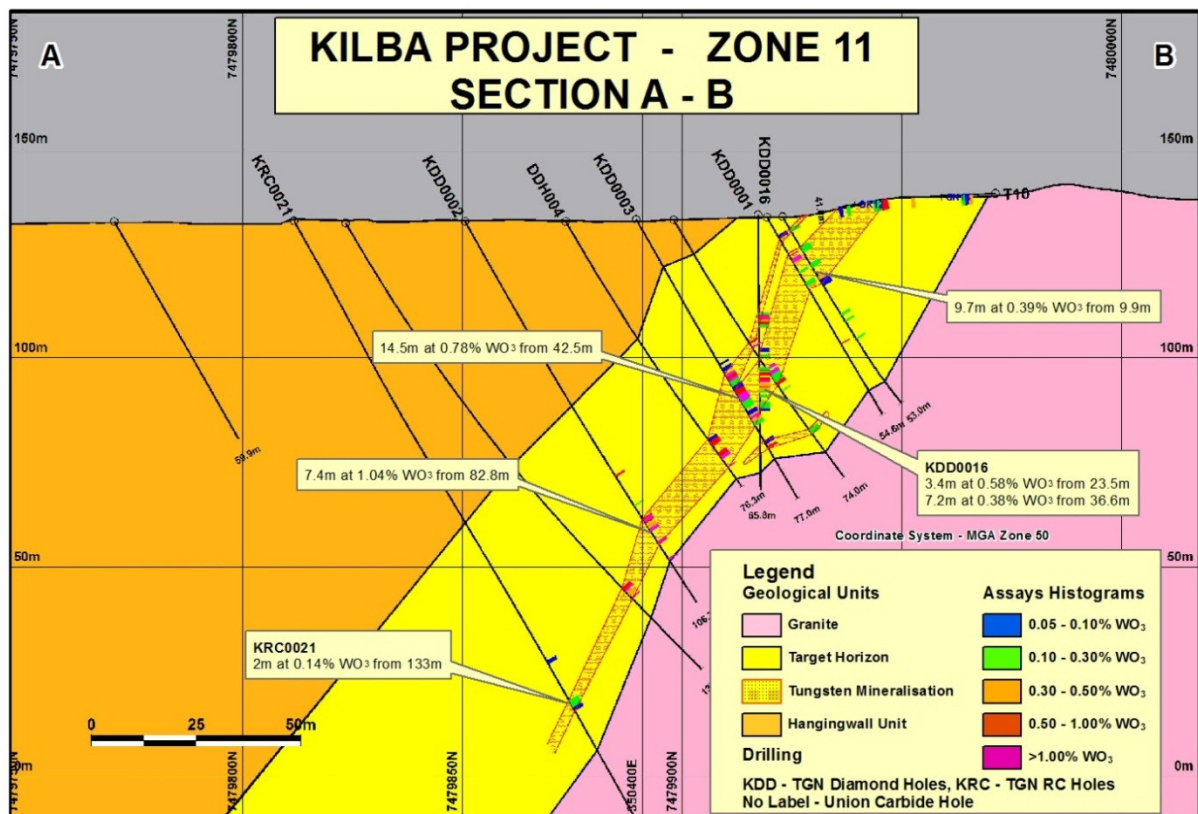 A
KILBA PROJECT - ZONE 11
SECTION A - B
B
7479750N
7479800N
7480000N
150m
150m
KRC0021
KDD0002
DDH004
KDD0003
KDD0001
KDD0016
T10
9.7m at 0.39% WO3 from 9.9m
14.5m at 0.78% WO3 from 42.5m
100m
100m
59.9m
54.6m
53.0m
7.4m at 1.04% WO3 from 82.8m
KDD0016
3.4m at 0.58% WO3 from 23.5m
7.2m at 0.38% WO3 from 36.6m
76.3m
85.8m
77.0m
74.0m
Coordinate System - MGA Zone 50
50m
50m
KRC0021
2m at 0.14% WO3 from 133m
Legend
Geological Units
Granite
Target Horizon
Tungsten Mineralisation
Hangingwall Unit
Drilling
Assays Histograms
0.05 - 0.10% WO3
0.10 - 0.30% WO3
0.30 - 0.50% WO3
0.50 - 1.00% WO3
>1.00% WO3
KDD - TGN Diamond Holes, KRC - TGN RC Holes
No Label - Union Carbide Hole
0
25
50m
0m
0m
7479750N
7479800N
7479850N
350400E
7479900N